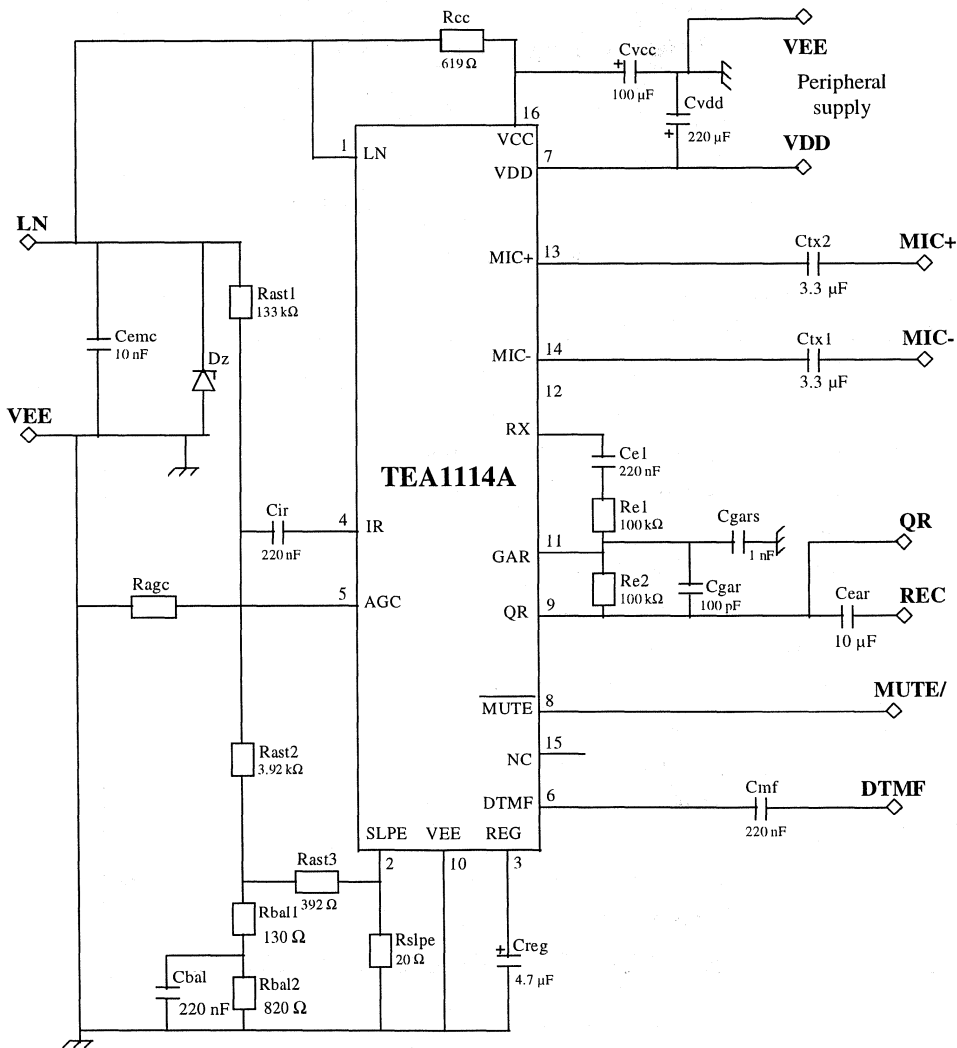 Rcc
619 Ω
VEE
Cvcc
+
100 µF
Peripheral
supply
Cvdd
+
220 µF
16
VCC
1
LN
7
VDD
VDD
LN
13
MIC+
Ctx2
3.3 µF
MIC+
Rast1
133 kΩ
Cemc
10 nF
Dz
14
MIC-
Ctx1
3.3 µF
MIC-
12
VEE
RX
Ce1
220 nF
TEA1114A
Re1
100 kΩ
Cir
220 nF
4
IR
Cgars
1 nF
QR
11
GAR
Re2
100 kΩ
Cgar
100 pF
Ragc
5
AGC
9
QR
Cear
10 µF
REC
MUTE/
8
MUTE
15
NC
Rast2
3.92 kΩ
6
DTMF
Cmf
220 nF
DTMF
SLPE VEE REG
2 10 3
Rast3
392 Ω
Rbal1
130 Ω
Rslpe
20 Ω
+
Creg
4.7 µF
Cbal
220 nF
Rbal2
820 Ω